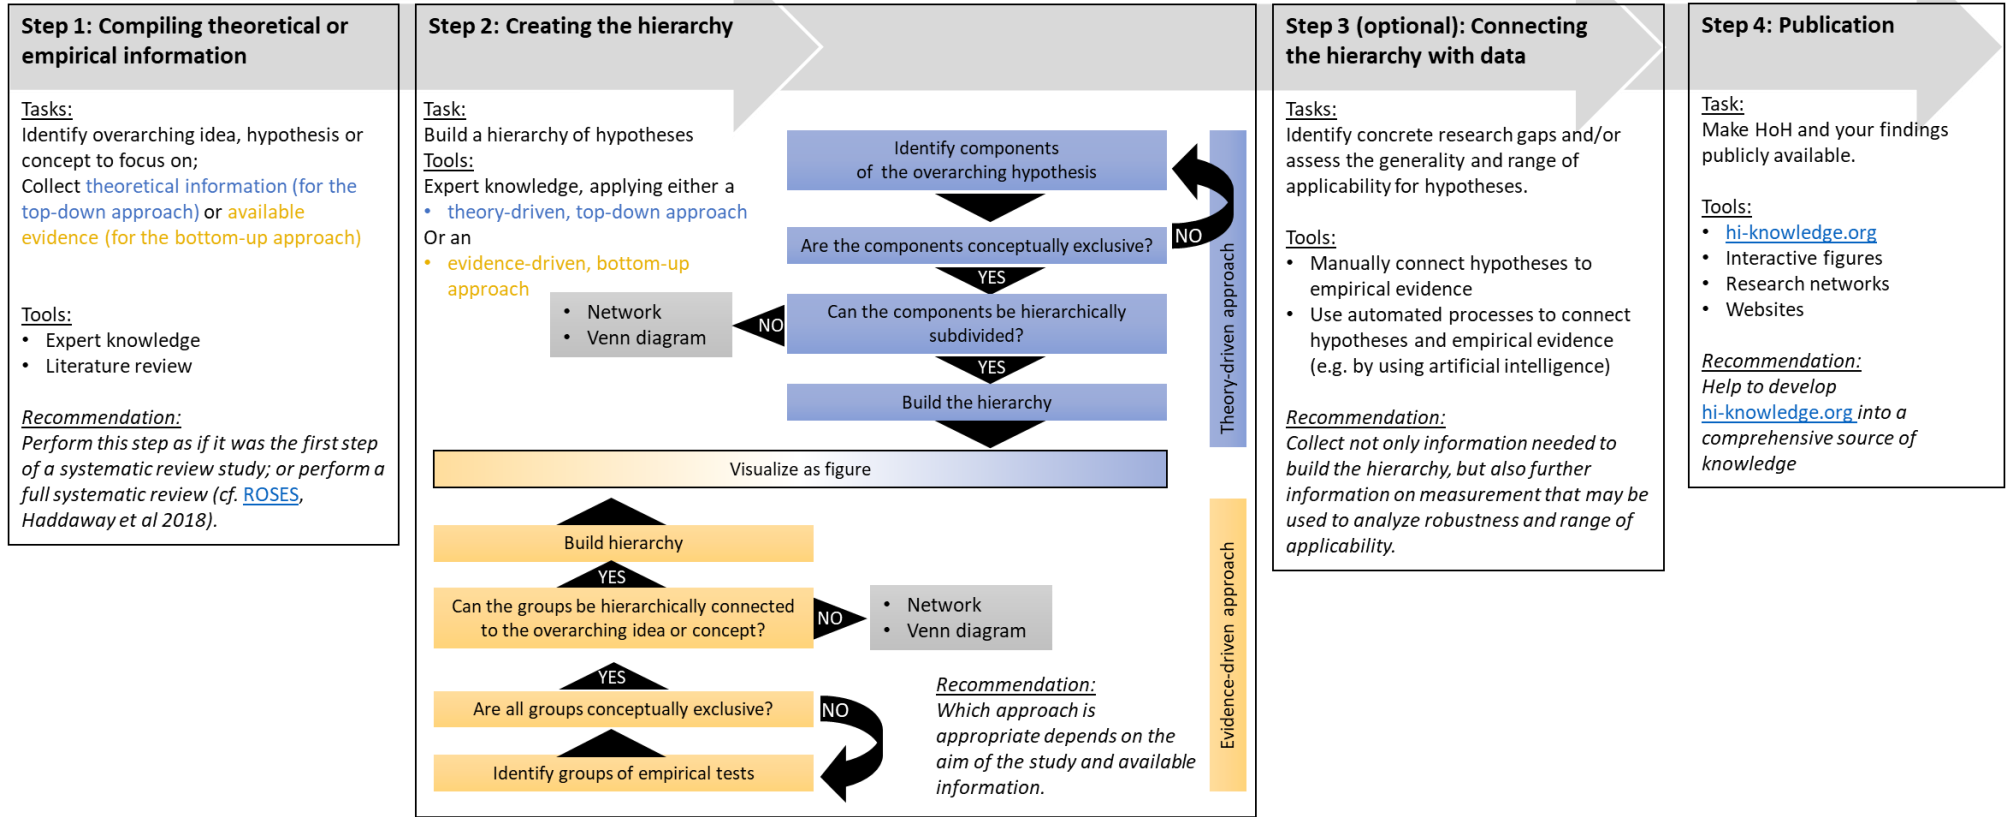 Step 1: Compiling theoretical or
empirical information
Tasks:
Identify overarching idea, hypothesis or
concept to focus on;
Collect theoretical information (for the
top-down approach) or available
evidence (for the bottom-up approach)
Tools:
• Expert knowledge
• Literature review
Recommendation:
Perform this step as if it was the first step
of a systematic review study; or perform a
full systematic review (cf. ROSES,
Haddaway et al 2018).
Step 2: Creating the hierarchy
Task:
Build a hierarchy of hypotheses
Tools:
Expert knowledge, applying either a
• theory-driven, top-down approach
Or an
• evidence-driven, bottom-up
approach
Identify components
of the overarching hypothesis
Are the components conceptually exclusive?
NO
YES
Can the components be hierarchically
subdivided?
NO
• Network
• Venn diagram
YES
Build the hierarchy
Theory-driven approach
Visualize as figure
Build hierarchy
YES
Can the groups be hierarchically connected
to the overarching idea or concept?
NO
• Network
• Venn diagram
YES
Are all groups conceptually exclusive?
NO
Identify groups of empirical tests
Recommendation:
Which approach is
appropriate depends on the
aim of the study and available
information.
Evidence-driven approach
Step 3 (optional): Connecting
the hierarchy with data
Tasks:
Identify concrete research gaps and/or
assess the generality and range of
applicability for hypotheses.
Tools:
• Manually connect hypotheses to
empirical evidence
• Use automated processes to connect
hypotheses and empirical evidence
(e.g. by using artificial intelligence)
Recommendation:
Collect not only information needed to
build the hierarchy, but also further
information on measurement that may be
used to analyze robustness and range of
applicability.
Step 4: Publication
Task:
Make HoH and your findings
publicly available.
Tools:
• hi-knowledge.org
• Interactive figures
• Research networks
• Websites
Recommendation:
Help to develop
hi-knowledge.org into a
comprehensive source of
knowledge